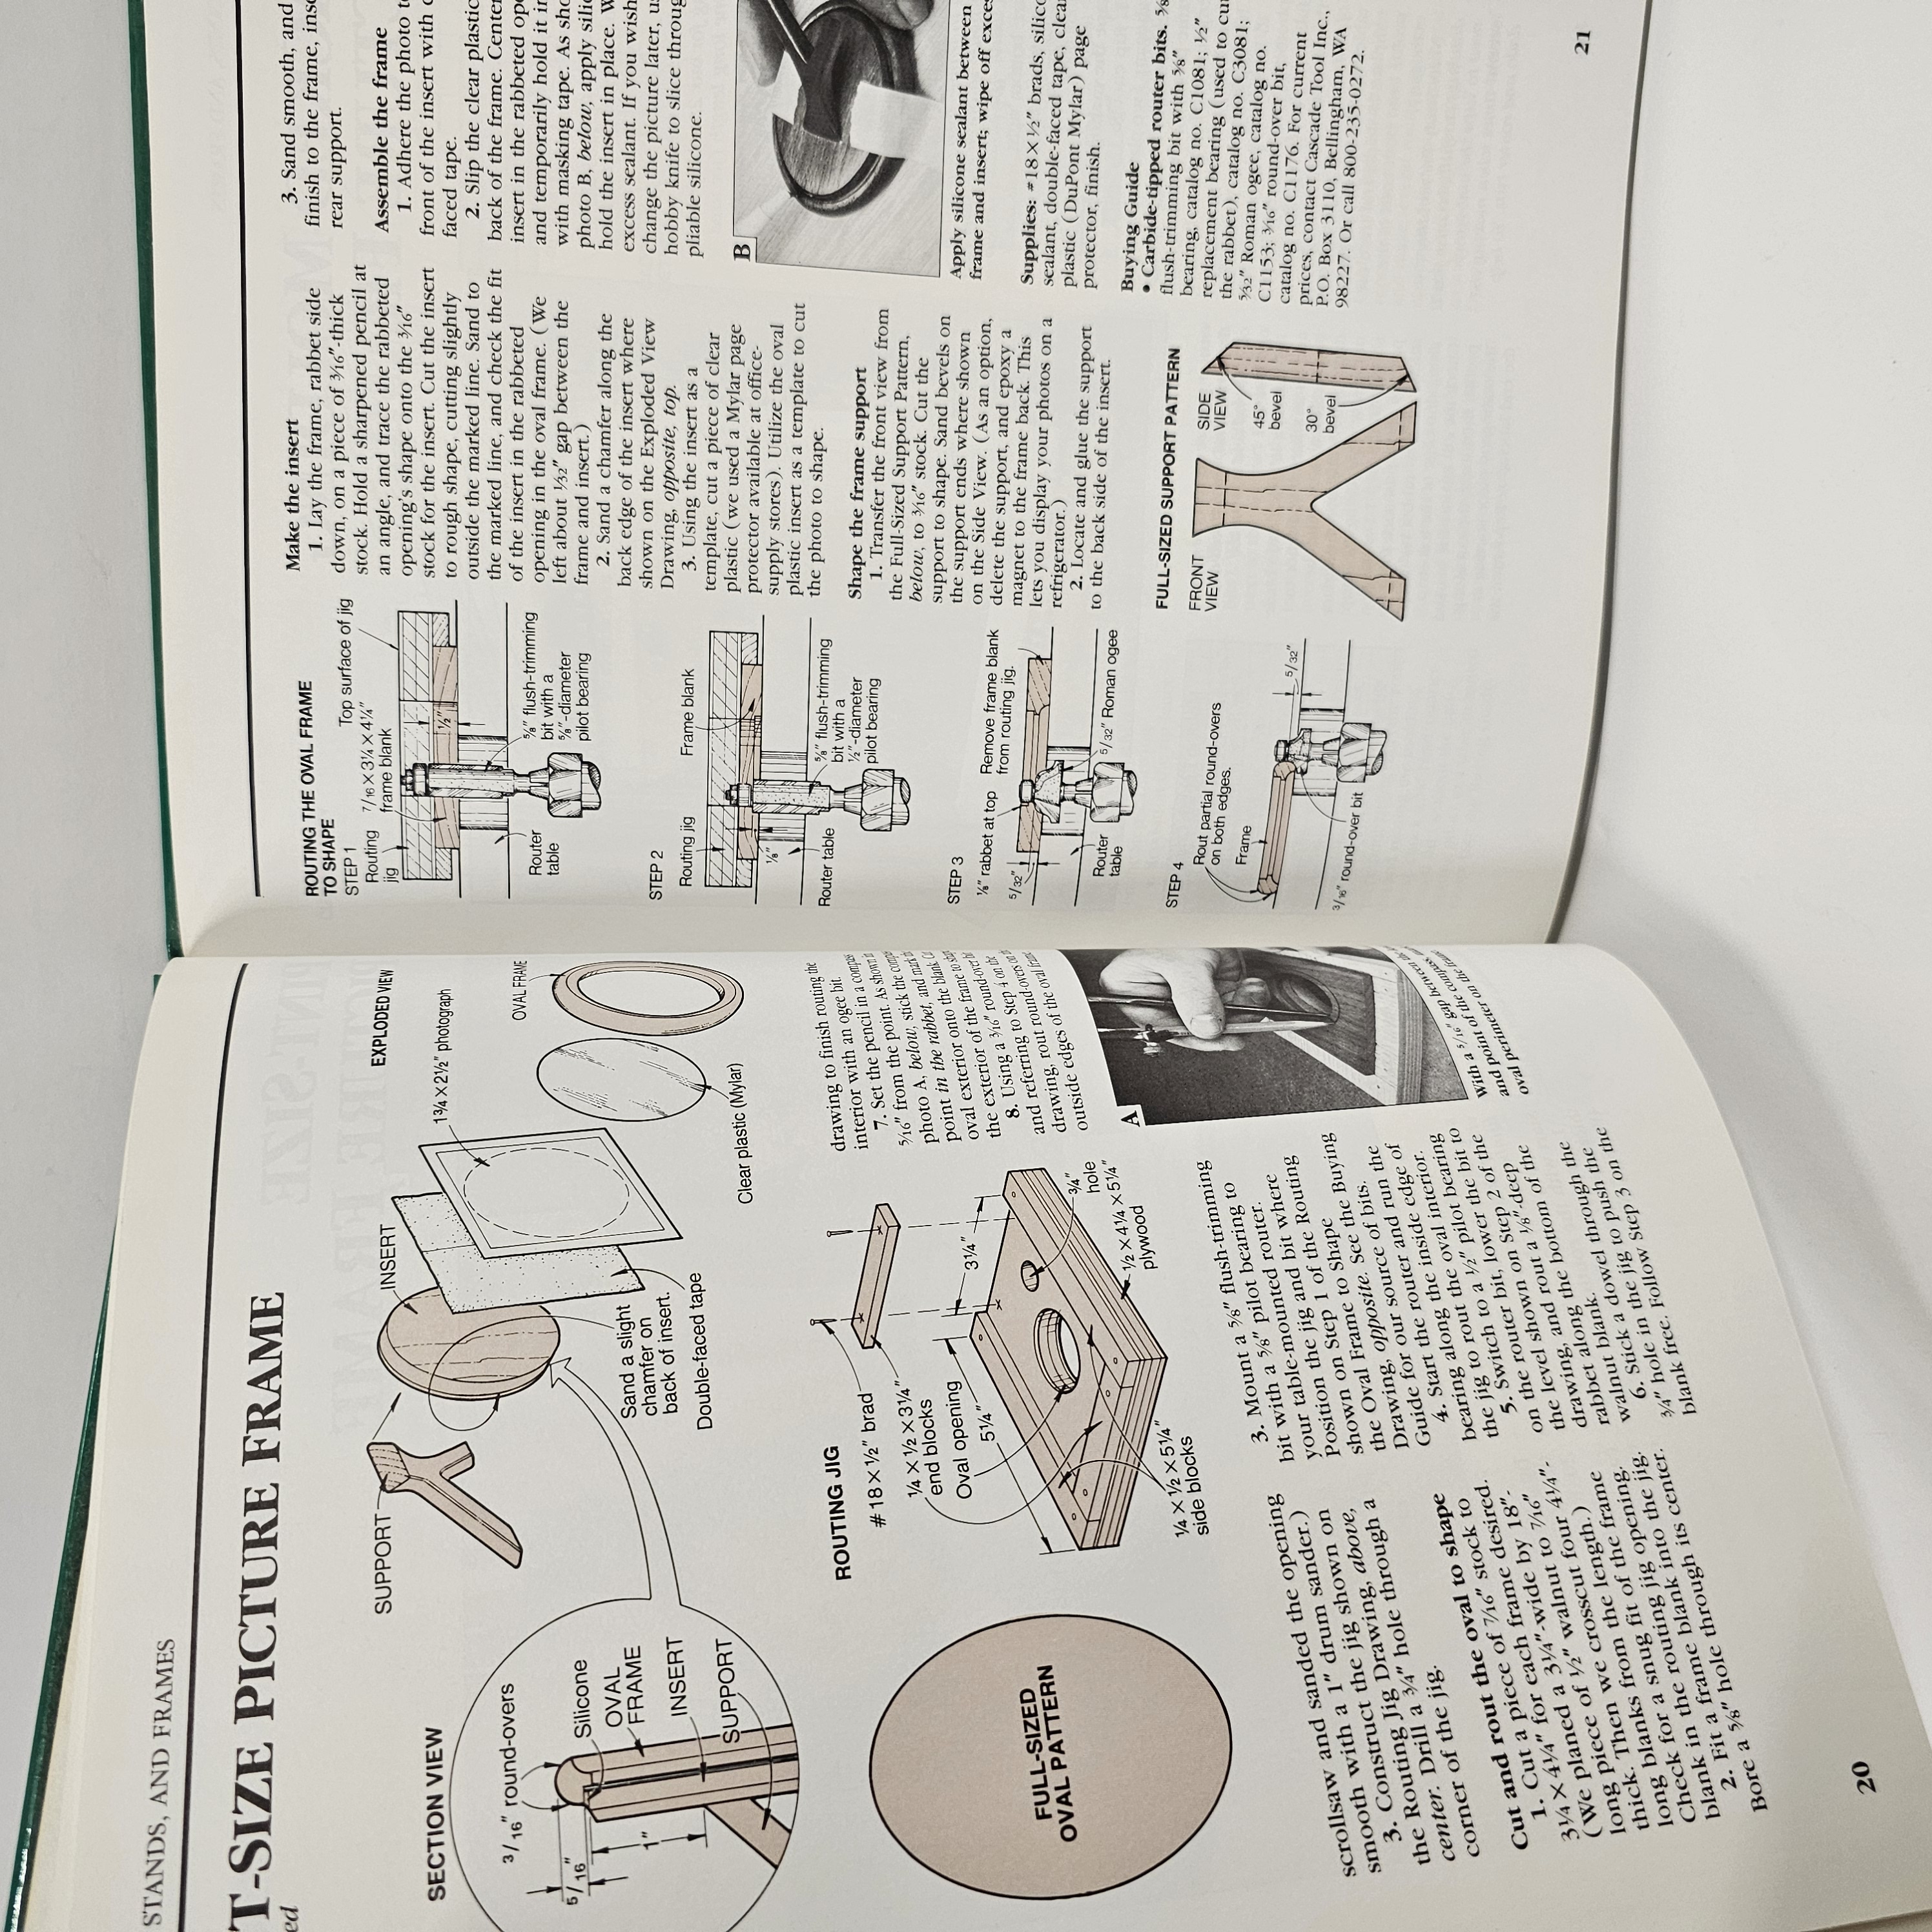 STANDS, AND FRAMES
T-SIZE PICTURE FRAME
ed
SECTION VIEW
3/16" round-overs
5/16"
1"
Silicone
OVAL
FRAME
INSERT
SUPPORT
SUPPORT
INSERT
EXPLODED VIEW
1¾ × 2½" photograph
OVAL FRAME
Sand a slight
chamfer on
back of insert.
Double-faced tape
Clear plastic (Mylar)
FULL-SIZED
OVAL PATTERN
ROUTING JIG
#18 × ½" brad
¼ × ½ × 3¼"
end blocks
Oval opening
5¼"
3¼"
¾"
hole
½ × 4¼ × 5¼"
plywood
¼ × ½ × 5¼"
side blocks
scrollsaw and sanded the opening
smooth with a 1" drum sander.)
3. Construct the jig shown on
the Routing Jig Drawing, above,
center. Drill a ¾" hole through a
corner of the jig.
Cut and rout the oval to shape
1. Cut a piece of 7/16" stock to
3¼ × 4¼" for each frame desired.
(We planed a 3¼"-wide by 18"-
long piece of ½" walnut to 7/16"
thick. Then we crosscut four 4¼"-
long blanks from the length.)
Check for a snug fit of the frame
blank in the routing jig opening.
2. Fit a frame blank into the jig.
Bore a 5/8" hole through its center.
3. Mount a 5/8" flush-trimming
bit with a 5/8" pilot bearing to
your table-mounted router.
Position the jig and bit where
shown on Step 1 of the Routing
the Oval Frame to Shape
Drawing, opposite. See the Buying
Guide for our source of bits.
4. Start the router and run the
bearing along the inside edge of
the jig to rout the oval interior.
5. Switch to a ½" pilot bearing
on the router bit, lower the bit to
the level shown on Step 2 of the
drawing, and rout a 1/8"-deep
rabbet along the bottom of the
walnut blank.
6. Stick a dowel through the
¾" hole in the jig to push the
blank free. Follow Step 3 on the
drawing to finish routing the
interior with an ogee bit.
7. Set the pencil in a compass
5/16" from the point. As shown in
photo A, below, stick the compass
point in the rabbet, and mark the
oval exterior onto the blank. Cut
the exterior of the frame to shape.
8. Using a 3/16" round-over bit
and referring to Step 4 on the
drawing, rout round-overs on the
outside edges of the oval frame.
A
With a 5/16" gap between the
and point of the compass,
oval perimeter on the frame
20
ROUTING THE OVAL FRAME
TO SHAPE
STEP 1
Top surface of jig
Routing
jig
7/16 × 3¼ × 4¼"
frame blank
½"
Router
table
5/8" flush-trimming
bit with a
5/8"-diameter
pilot bearing
STEP 2
Routing jig
Frame blank
1/8"
Router table
5/8" flush-trimming
bit with a
½"-diameter
pilot bearing
STEP 3
1/8" rabbet at top
Remove frame blank
from routing jig.
5/32"
Router
table
5/32" Roman ogee
STEP 4
Rout partial round-overs
on both edges.
Frame
5/32"
3/16" round-over bit
Make the insert
1. Lay the frame, rabbet side
down, on a piece of 3/16"-thick
stock. Hold a sharpened pencil at
an angle, and trace the rabbeted
opening's shape onto the 3/16"
stock for the insert. Cut the insert
to rough shape, cutting slightly
outside the marked line. Sand to
the marked line, and check the fit
of the insert in the rabbeted
opening in the oval frame. (We
left about 1/32" gap between the
frame and insert.)
2. Sand a chamfer along the
back edge of the insert where
shown on the Exploded View
Drawing, opposite, top.
3. Using the insert as a
template, cut a piece of clear
plastic (we used a Mylar page
protector available at office-
supply stores). Utilize the oval
plastic insert as a template to cut
the photo to shape.
Shape the frame support
1. Transfer the front view from
the Full-Sized Support Pattern,
below, to 3/16" stock. Cut the
support to shape. Sand bevels on
the support ends where shown
on the Side View. (As an option,
delete the support, and epoxy a
magnet to the frame back. This
lets you display your photos on a
refrigerator.)
2. Locate and glue the support
to the back side of the insert.
FULL-SIZED SUPPORT PATTERN
FRONT
VIEW
SIDE
VIEW
45°
bevel
30°
bevel
3. Sand smooth, and
finish to the frame, inse
rear support.
Assemble the frame
1. Adhere the photo to
front of the insert with d
faced tape.
2. Slip the clear plastic
back of the frame. Center
insert in the rabbeted ope
and temporarily hold it in
with masking tape. As sho
photo B, below, apply silic
hold the insert in place. W
excess sealant. If you wish
change the picture later, us
hobby knife to slice throug
pliable silicone.
B
Apply silicone sealant between
frame and insert; wipe off exces
Supplies: #18 × ½" brads, silico
sealant, double-faced tape, clear
plastic (DuPont Mylar) page
protector, finish.
Buying Guide
• Carbide-tipped router bits. 5/8
flush-trimming bit with 5/8"
bearing, catalog no. C1081; ½"
replacement bearing (used to cut
the rabbet), catalog no. C3081;
5/32" Roman ogee, catalog no.
C1153; 3/16" round-over bit,
catalog no. C1176. For current
prices, contact Cascade Tool Inc.,
P.O. Box 3110, Bellingham, WA
98227. Or call 800-235-0272.
21